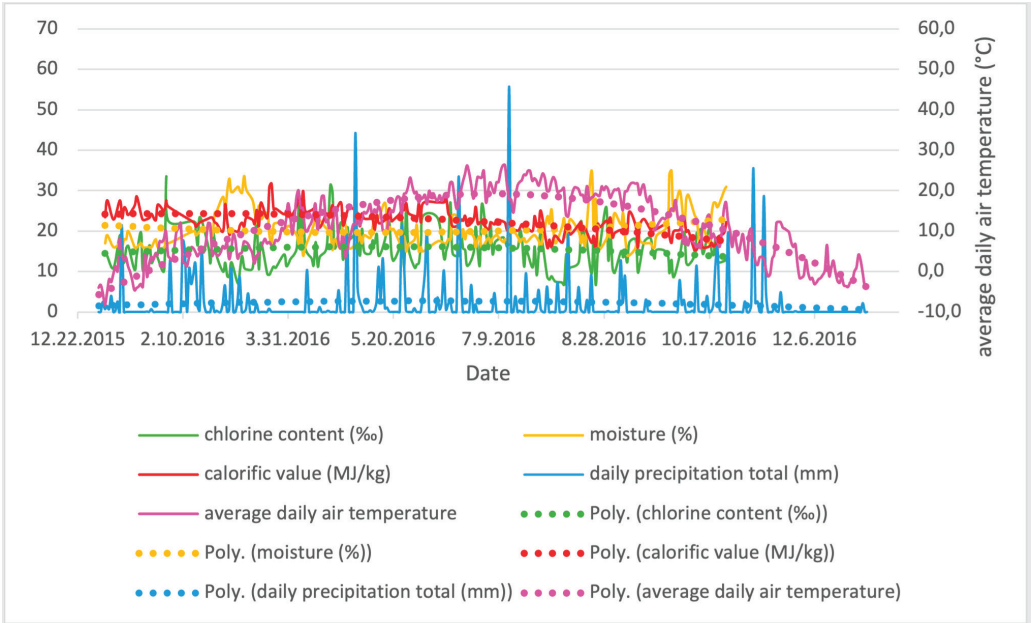 70
60
50
40
30
20
10
0
60,0
50,0
40,0
30,0
20,0
10,0
0,0
-10,0
average daily air temperature (°C)
12.22.2015 2.10.2016 3.31.2016 5.20.2016 7.9.2016 8.28.2016 10.17.2016 12.6.2016
Date
chlorine content (‰) moisture (%)
calorific value (MJ/kg) daily precipitation total (mm)
average daily air temperature Poly. (chlorine content (‰))
Poly. (moisture (%)) Poly. (calorific value (MJ/kg))
Poly. (daily precipitation total (mm)) Poly. (average daily air temperature)